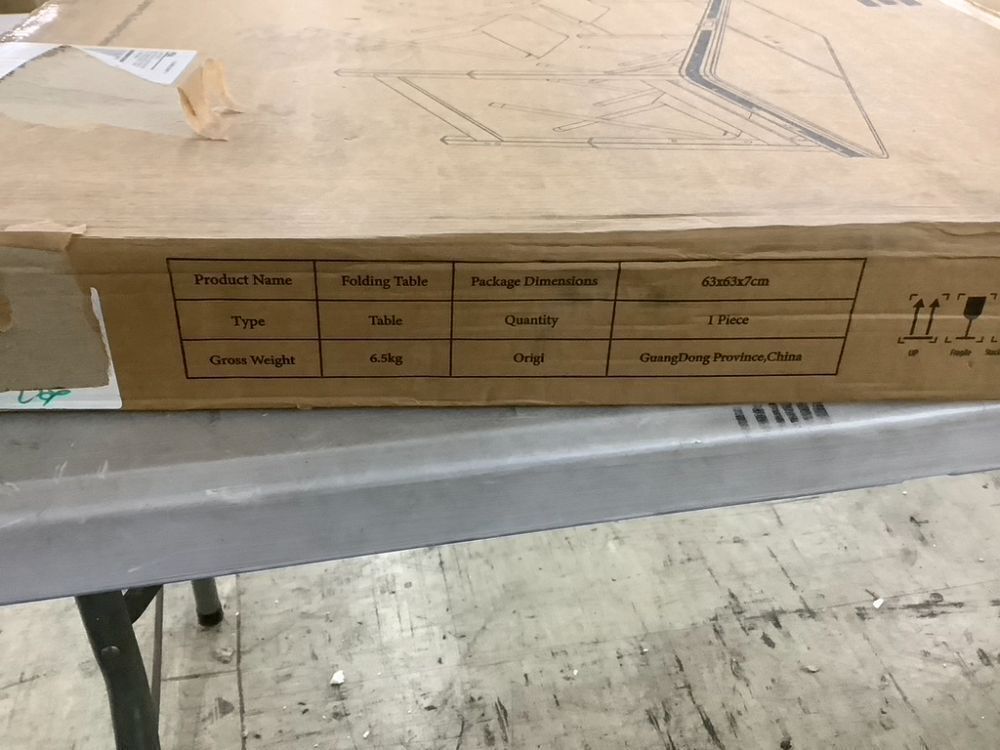 Product Name Folding Table Package Dimensions 63x63x7cm
Type Table Quantity 1 Piece
Gross Weight 6.5kg Origi GuangDong Province,China
UP Fragile